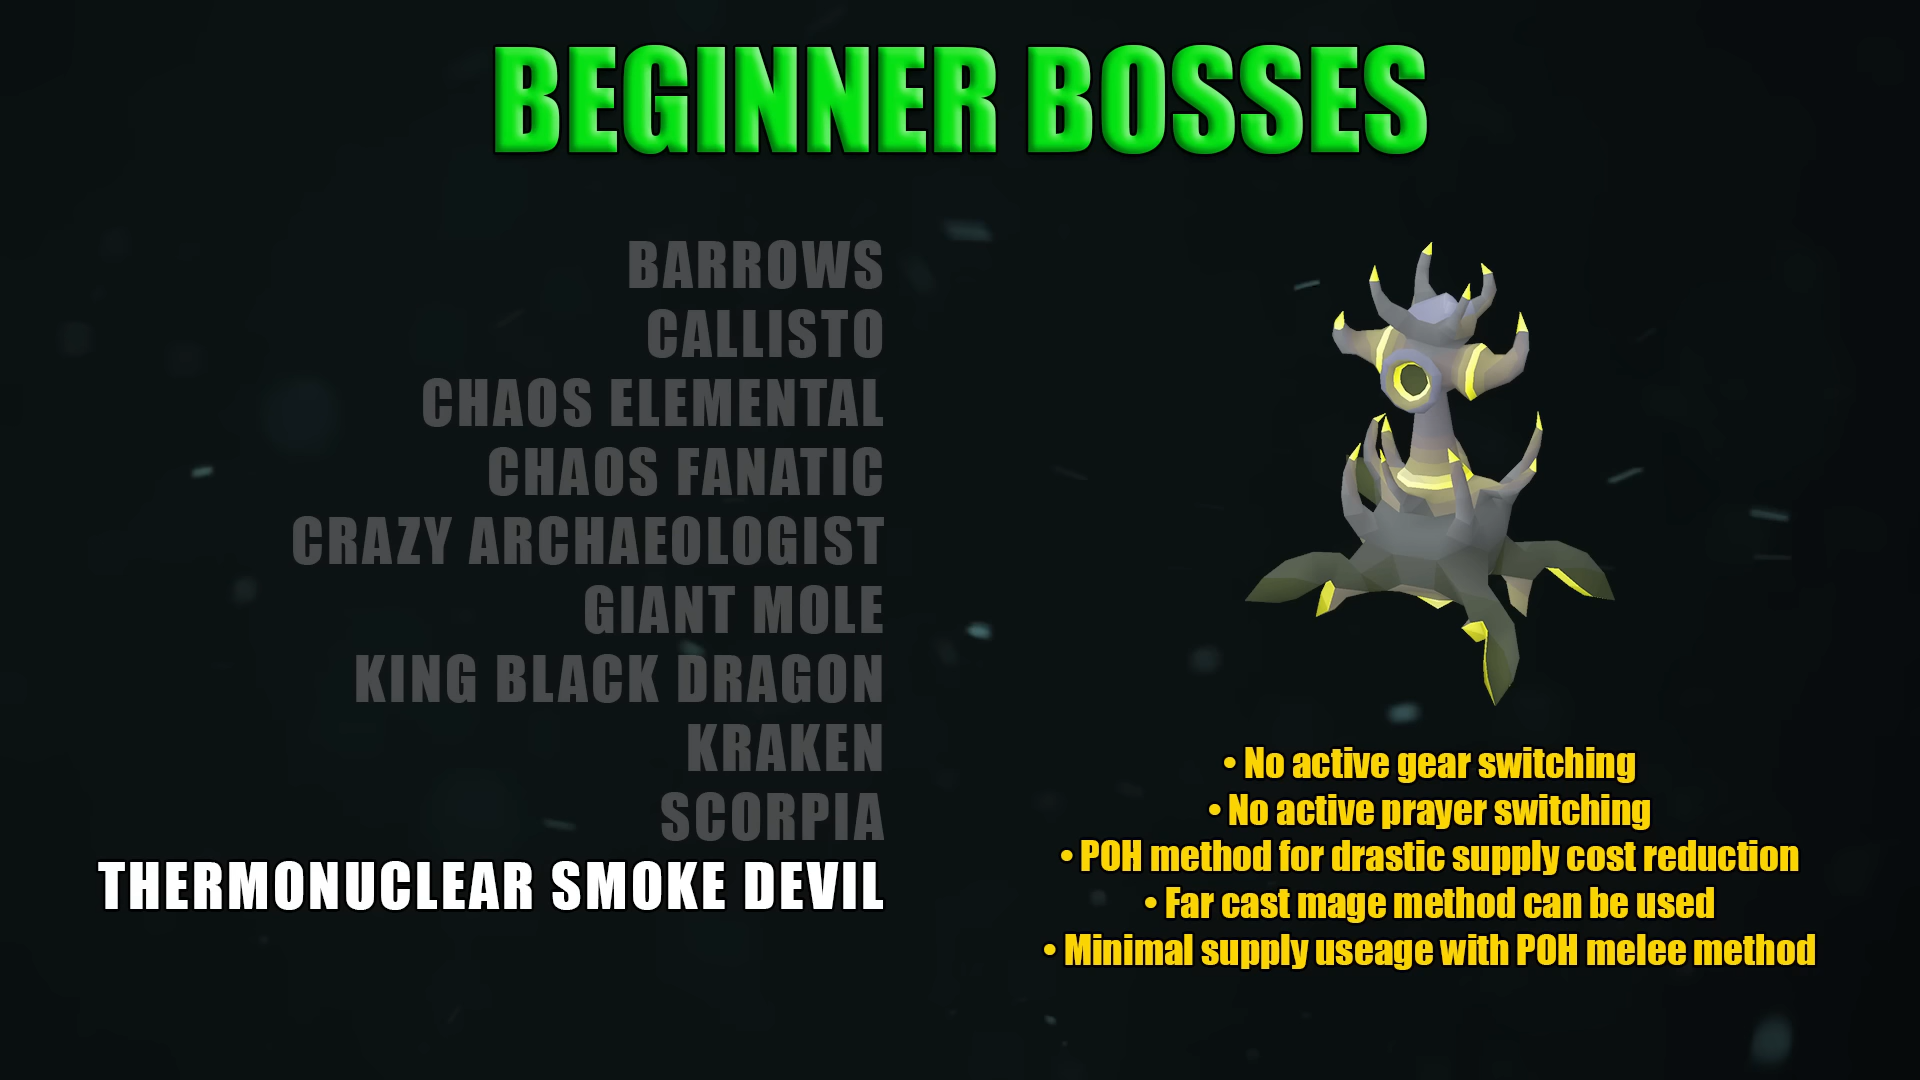 BEGINNER BOSSES
BARROWS
CALLISTO
CHAOS ELEMENTAL
CHAOS FANATIC
CRAZY ARCHAEOLOGIST
GIANT MOLE
KING BLACK DRAGON
KRAKEN
SCORPIA
THERMONUCLEAR SMOKE DEVIL
• No active gear switching
• No active prayer switching
• POH method for drastic supply cost reduction
• Far cast mage method can be used
• Minimal supply useage with POH melee method